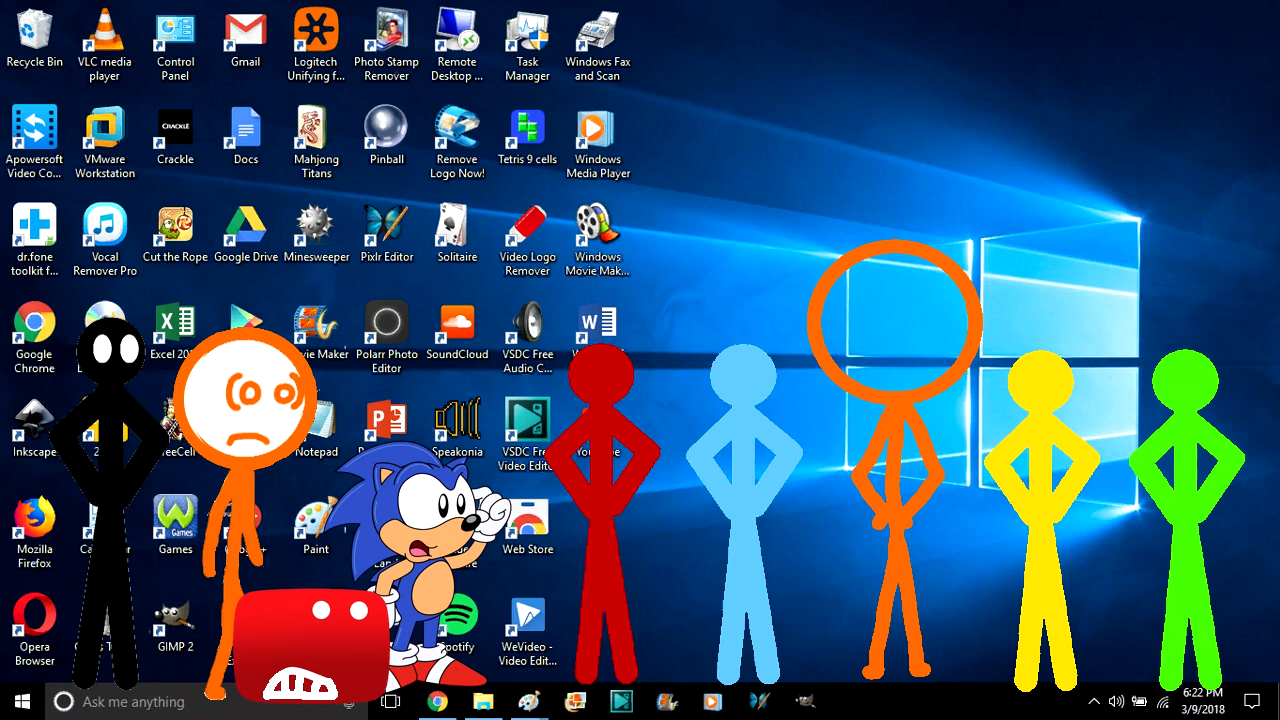 Recycle Bin
VLC media
player
Control
Panel
Gmail
Logitech
Unifying f...
Photo Stamp
Remover
Remote
Desktop ...
Task
Manager
Windows Fax
and Scan
Apowersoft
Video Co...
VMware
Workstation
CRACKLE
Crackle
Docs
Mahjong
Titans
Pinball
Remove
Logo Now!
Tetris 9 cells
Windows
Media Player
dr.fone
toolkit f...
Vocal
Remover Pro
Cut the Rope
Google Drive
Minesweeper
Pixlr Editor
Solitaire
Video Logo
Remover
Windows
Movie Mak...
Google
Chrome
Excel 20
Maker
Polarr Photo
Editor
SoundCloud
VSDC Free
Audio C...
W
Inkscape
Notepad
Speakonia
VSDC Free
Video Edit
Mozilla
Firefox
Games
Games
Paint
Web Store
Opera
Browser
GIMP 2
WeVideo -
Video Edit...
Ask me anything
6:22 PM
3/9/2018